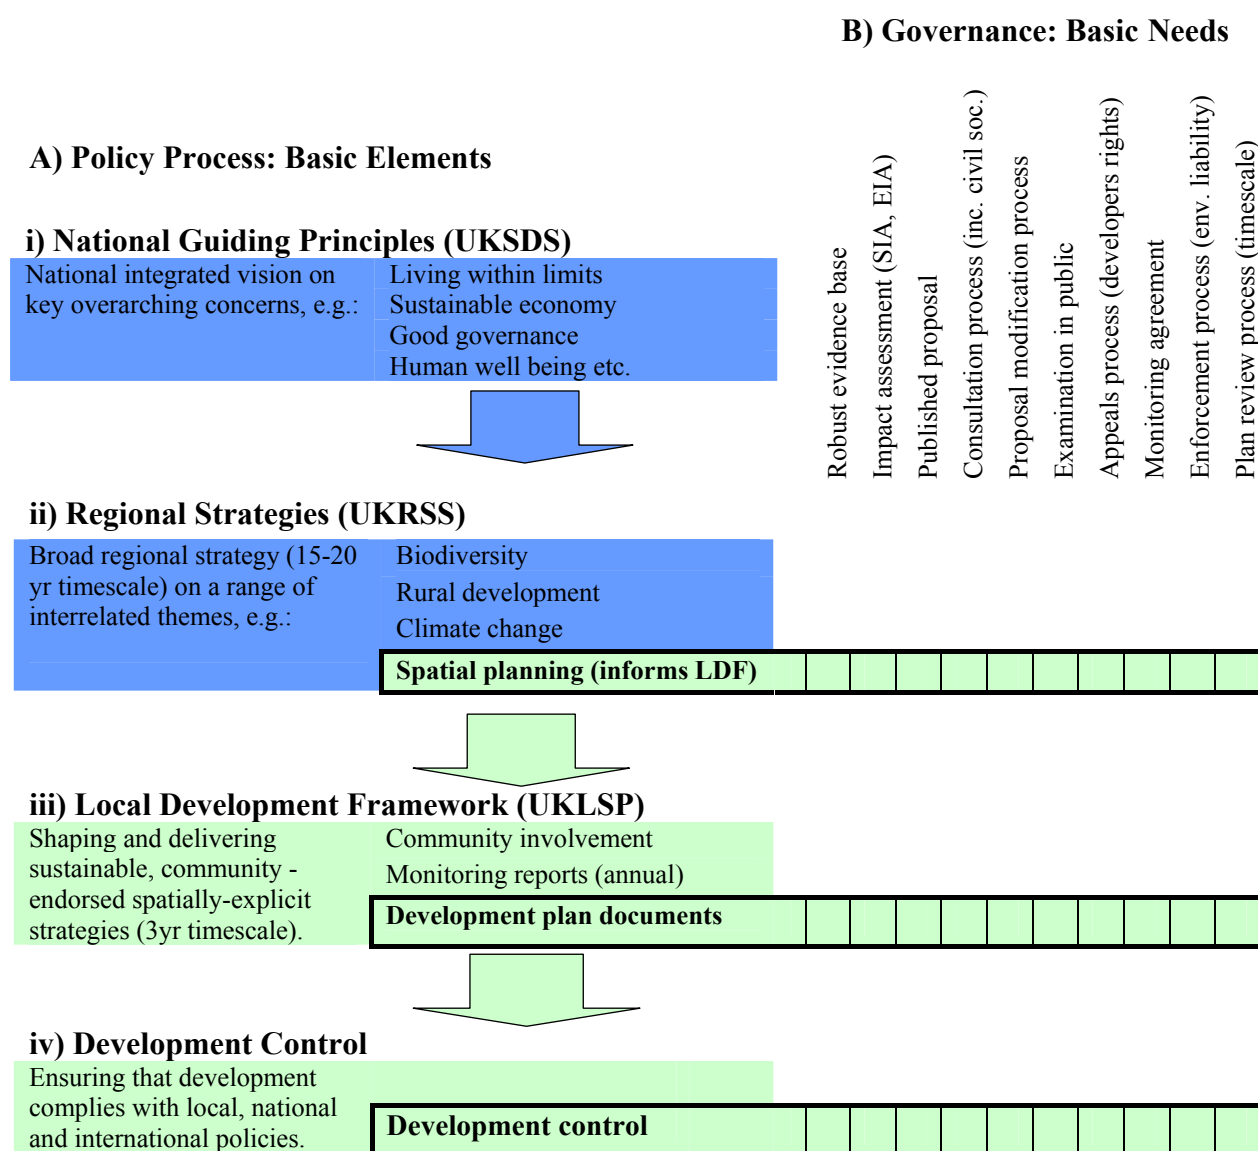 B) Governance: Basic Needs
A) Policy Process: Basic Elements
Robust evidence base
Impact assessment (SIA, EIA)
Published proposal
Consultation process (inc. civil soc.)
Proposal modification process
Examination in public
Appeals process (developers rights)
Monitoring agreement
Enforcement process (env. liability)
Plan review process (timescale)
i) National Guiding Principles (UKSDS)
National integrated vision on
key overarching concerns, e.g.:
Living within limits
Sustainable economy
Good governance
Human well being etc.
ii) Regional Strategies (UKRSS)
Broad regional strategy (15-20
yr timescale) on a range of
interrelated themes, e.g.:
Biodiversity
Rural development
Climate change
Spatial planning (informs LDF)
iii) Local Development Framework (UKLSP)
Shaping and delivering
sustainable, community -
endorsed spatially-explicit
strategies (3yr timescale).
Community involvement
Monitoring reports (annual)
Development plan documents
iv) Development Control
Ensuring that development
complies with local, national
and international policies.
Development control